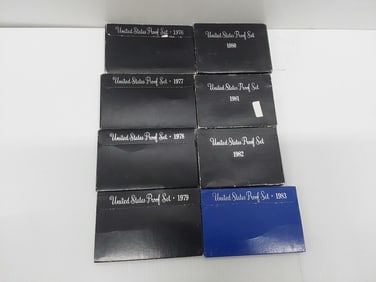 United States Proof Set • 1976
United States Proof Set
1980
United States Proof Set • 1977
United States Proof Set
1981
United States Proof Set • 1978
United States Proof Set
1982
United States Proof Set • 1979
United States Proof Set • 1983